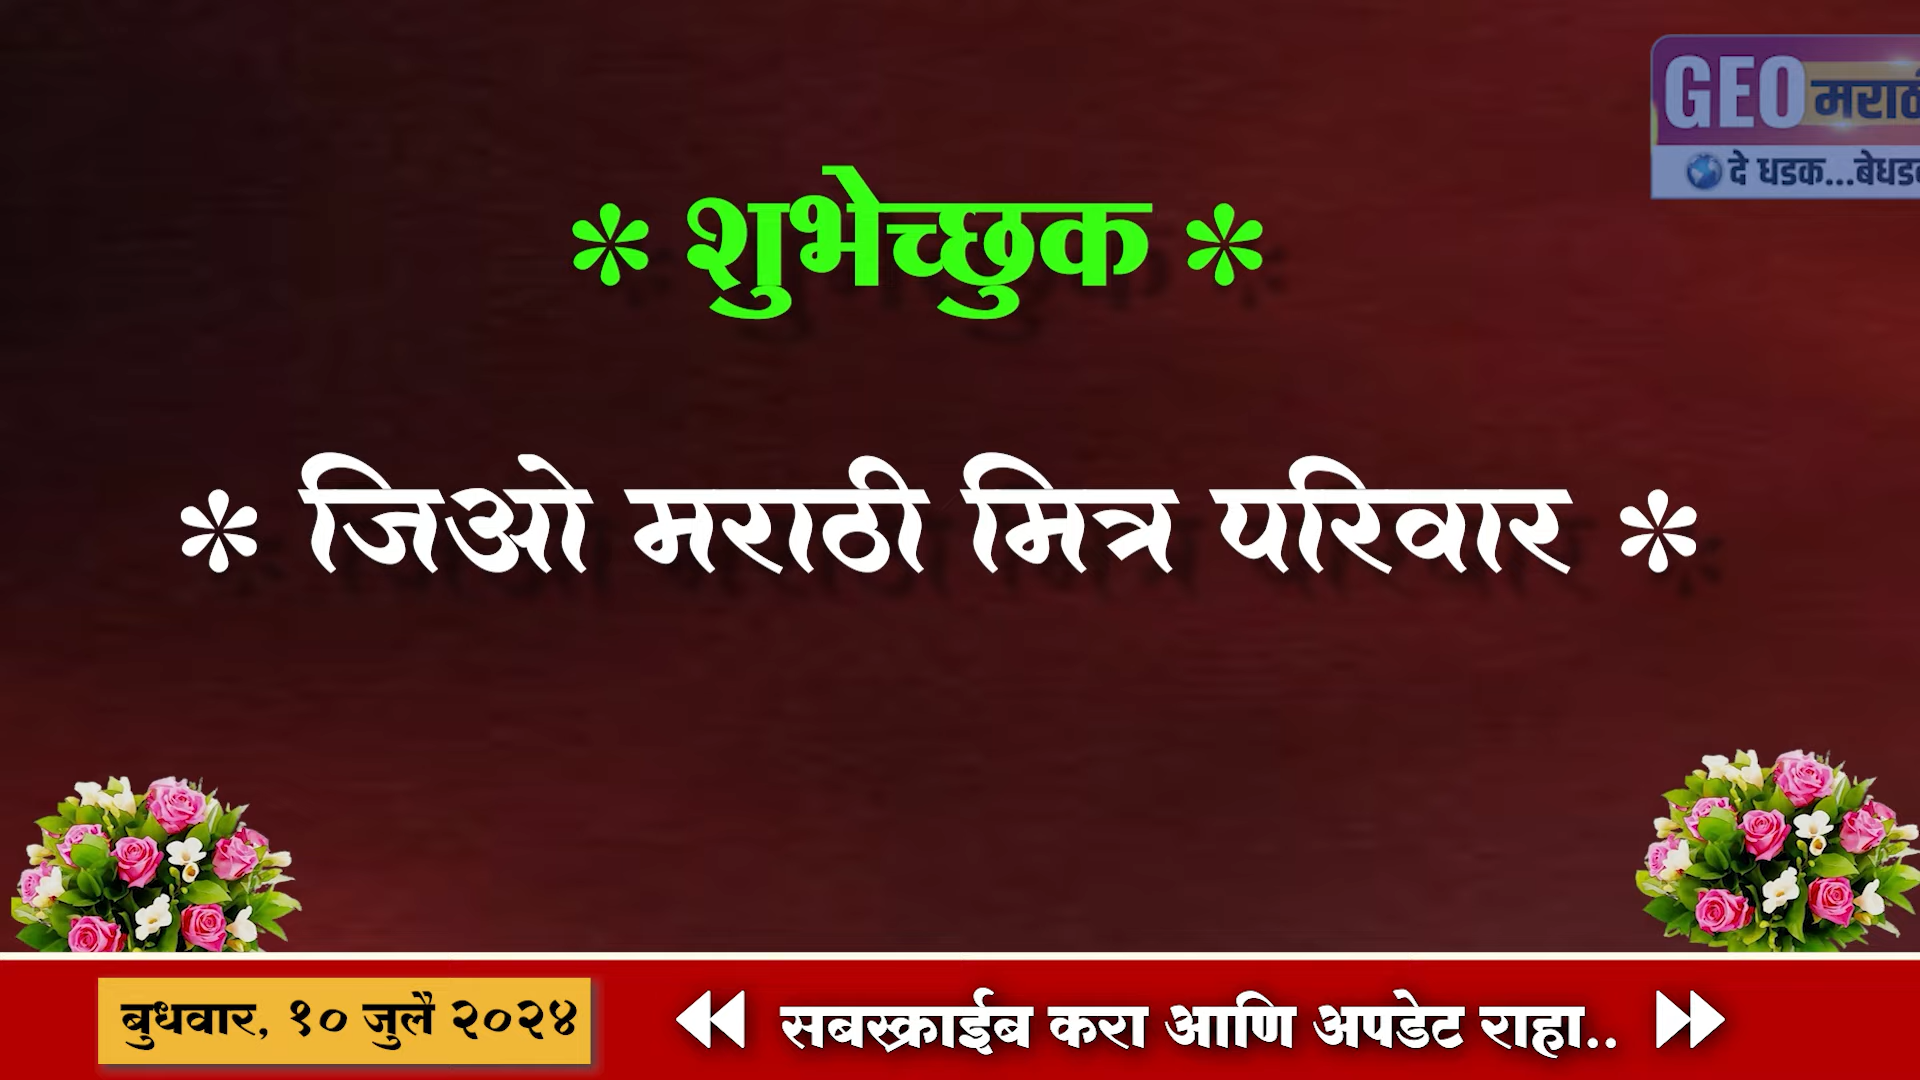 GEO मराठी
दे धडक...बेधडक
* शुभेच्छुक *
* जिओ मराठी मित्र परिवार *
बुधवार, १० जुलै २०२४
सबस्क्राईब करा आणि अपडेट राहा..